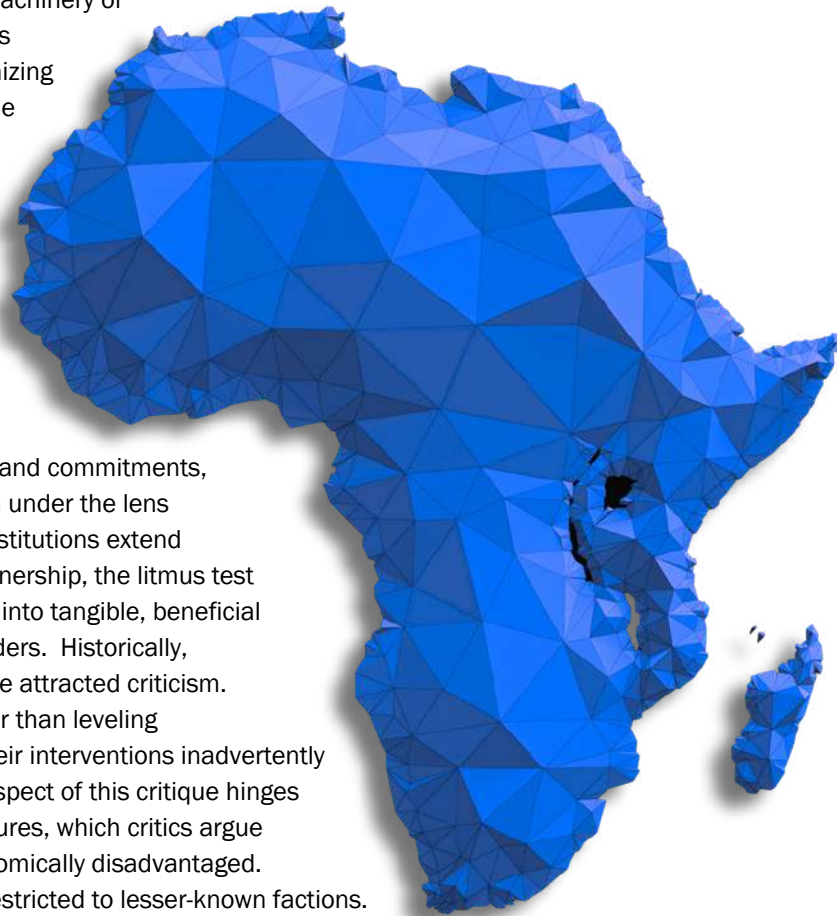 achinery of
s
nizing
e
and commitments,
under the lens
stitutions extend
nership, the litmus test
into tangible, beneficial
ders. Historically,
e attracted criticism.
r than leveling
eir interventions inadvertently
spect of this critique hinges
ures, which critics argue
omically disadvantaged.
estricted to lesser-known factions.